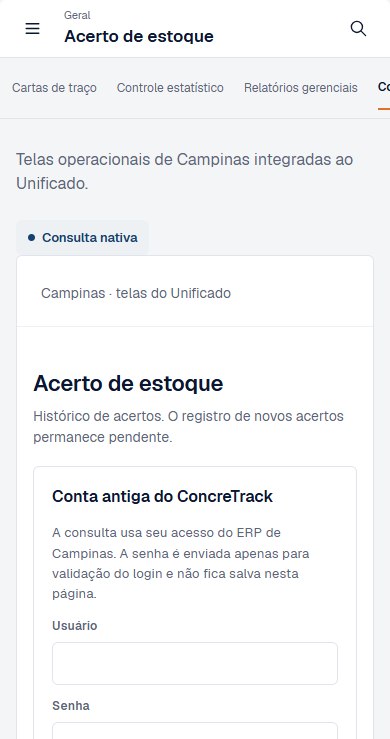 Geral
Acerto de estoque
Cartas de traço
Controle estatístico
Relatórios gerenciais
Telas operacionais de Campinas integradas ao
Unificado.
Consulta nativa
Campinas · telas do Unificado
Acerto de estoque
Histórico de acertos. O registro de novos acertos
permanece pendente.
Conta antiga do ConcreTrack
A consulta usa seu acesso do ERP de
Campinas. A senha é enviada apenas para
validação do login e não fica salva nesta
página.
Usuário
Senha